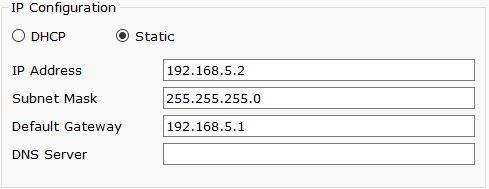 IP Configuration
DHCP Static
IP Address 192.168.5.2
Subnet Mask 255.255.255.0
Default Gateway 192.168.5.1
DNS Server